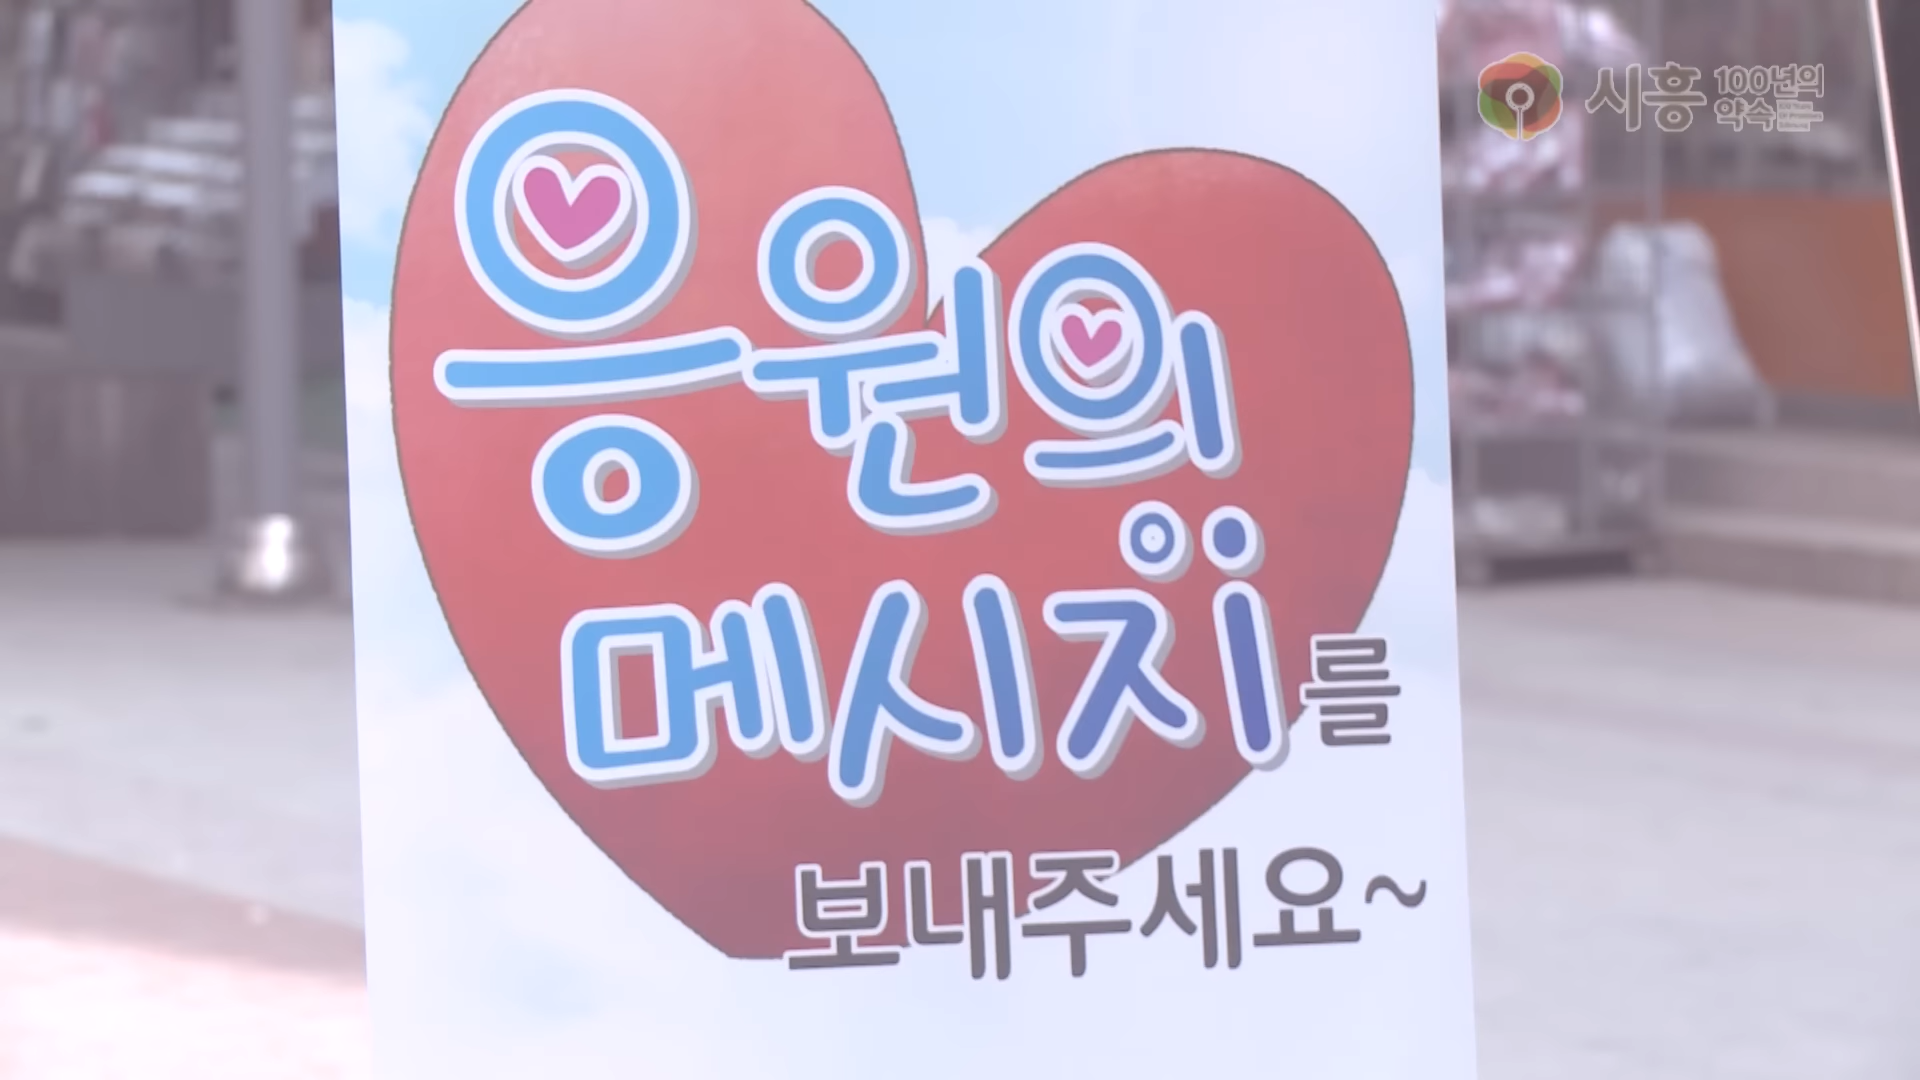 응원의
메시지를
보내주세요~
시흥 100년의
약속